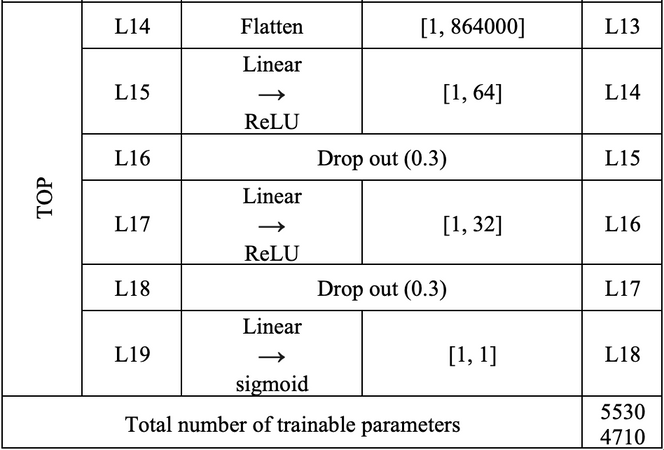 L14 Flatten [1, 864000] L13
Linear
L15 → [1, 64] L14
ReLU
L16 Drop out (0.3) L15
TOP
Linear
L17 → [1, 32] L16
ReLU
L18 Drop out (0.3) L17
Linear
L19 → [1, 1] L18
sigmoid
Total number of trainable parameters 5530
4710